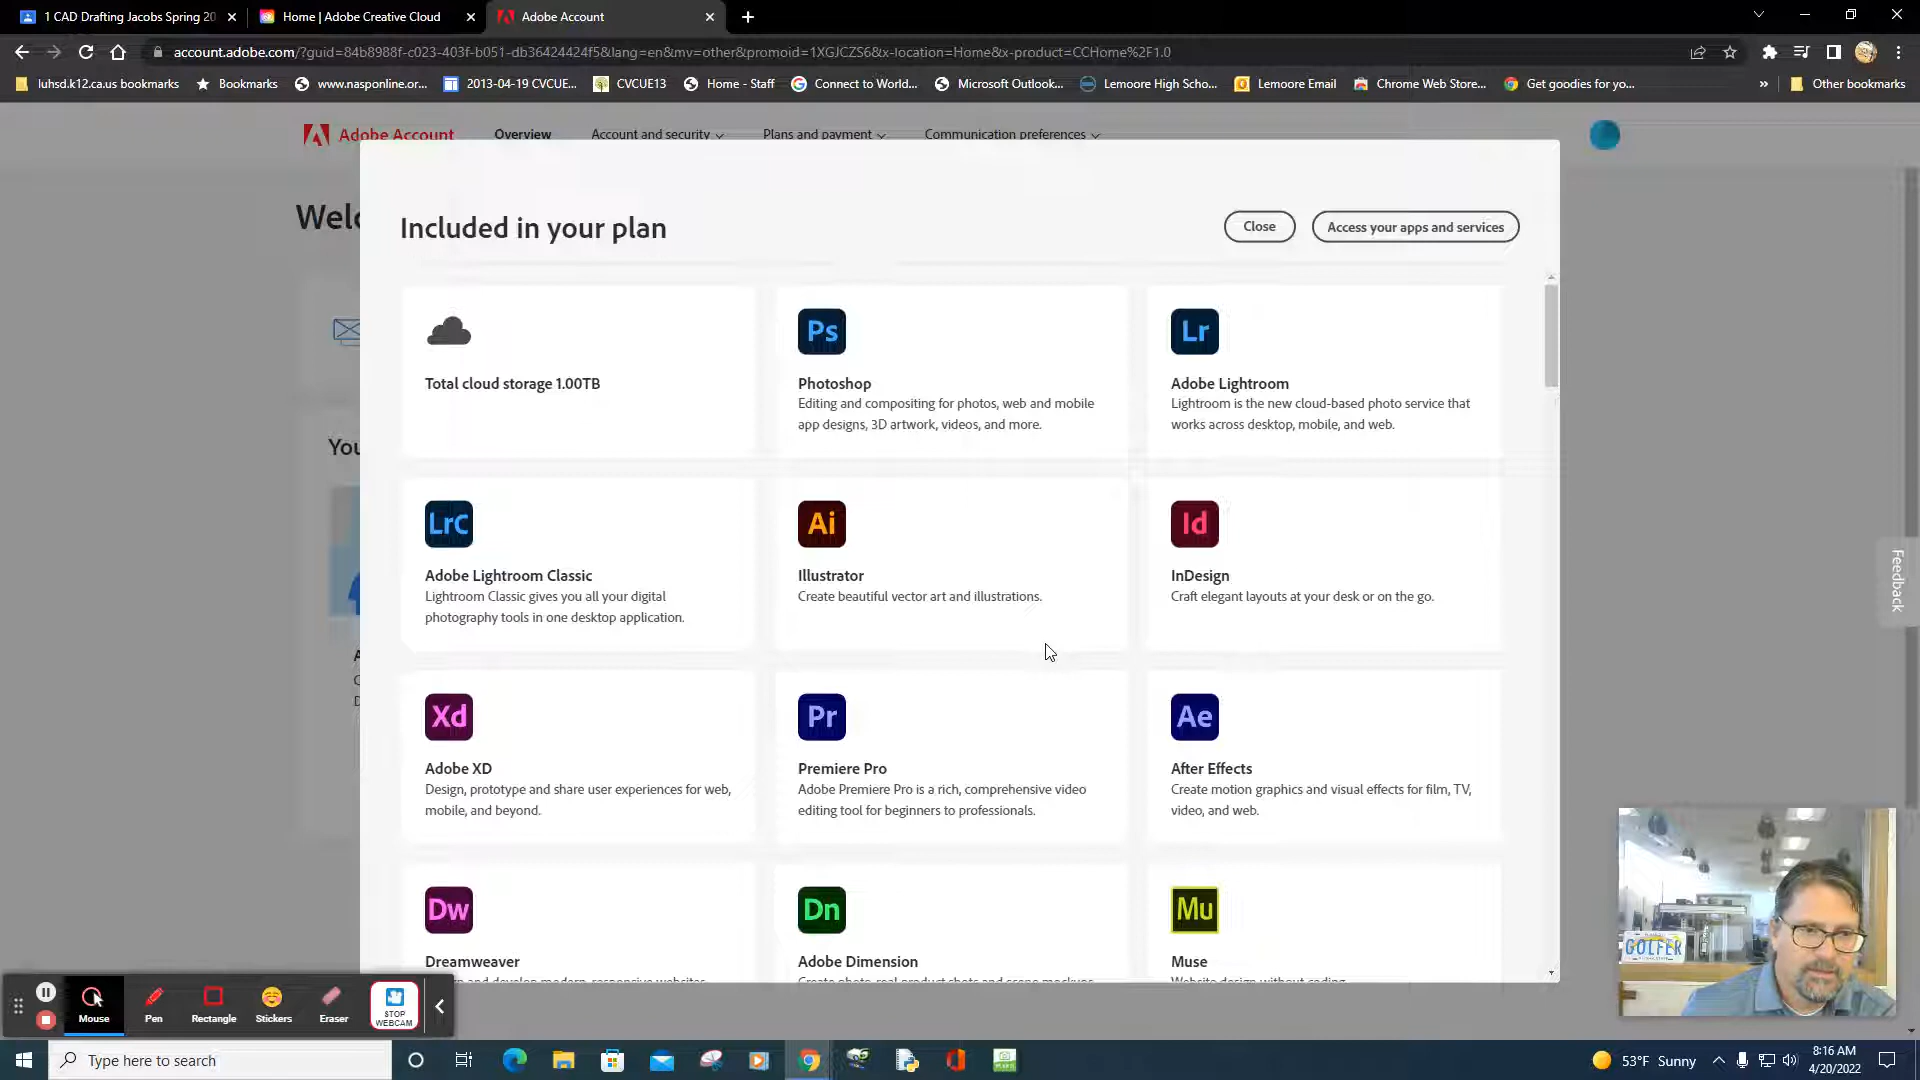 1 CAD Drafting Jacobs Spring 20
Home | Adobe Creative Cloud
Adobe Account
account.adobe.com/?guid=84b8988f-c023-403f-b051-db36424424f5&lang=en&mv=other&promoid=1XGJCZS6&x-location=Home&x-product=CCHome%2F1.0
luhsd.k12.ca.us bookmarks
Bookmarks
www.nasponline.or...
2013-04-19 CVCUE...
CVCUE13
Home - Staff
Connect to World...
Microsoft Outlook...
Lemoore High Scho...
Lemoore Email
Chrome Web Store...
Get goodies for yo...
»
Other bookmarks
Adobe Account
Overview
Account and security
Plans and payment
Communication preferences
Welc
You
Included in your plan
Close
Access your apps and services
Total cloud storage 1.00TB
Ps
Photoshop
Editing and compositing for photos, web and mobile
app designs, 3D artwork, videos, and more.
Lr
Adobe Lightroom
Lightroom is the new cloud-based photo service that
works across desktop, mobile, and web.
LrC
Adobe Lightroom Classic
Lightroom Classic gives you all your digital
photography tools in one desktop application.
Ai
Illustrator
Create beautiful vector art and illustrations.
Id
InDesign
Craft elegant layouts at your desk or on the go.
Xd
Adobe XD
Design, prototype and share user experiences for web,
mobile, and beyond.
Pr
Premiere Pro
Adobe Premiere Pro is a rich, comprehensive video
editing tool for beginners to professionals.
Ae
After Effects
Create motion graphics and visual effects for film, TV,
video, and web.
Dw
Dreamweaver
Dn
Adobe Dimension
Mu
Muse
Feedback
GOLFER
Mouse
Pen
Rectangle
Stickers
Eraser
STOP
WEBCAM
Type here to search
53°F Sunny
8:16 AM
4/20/2022